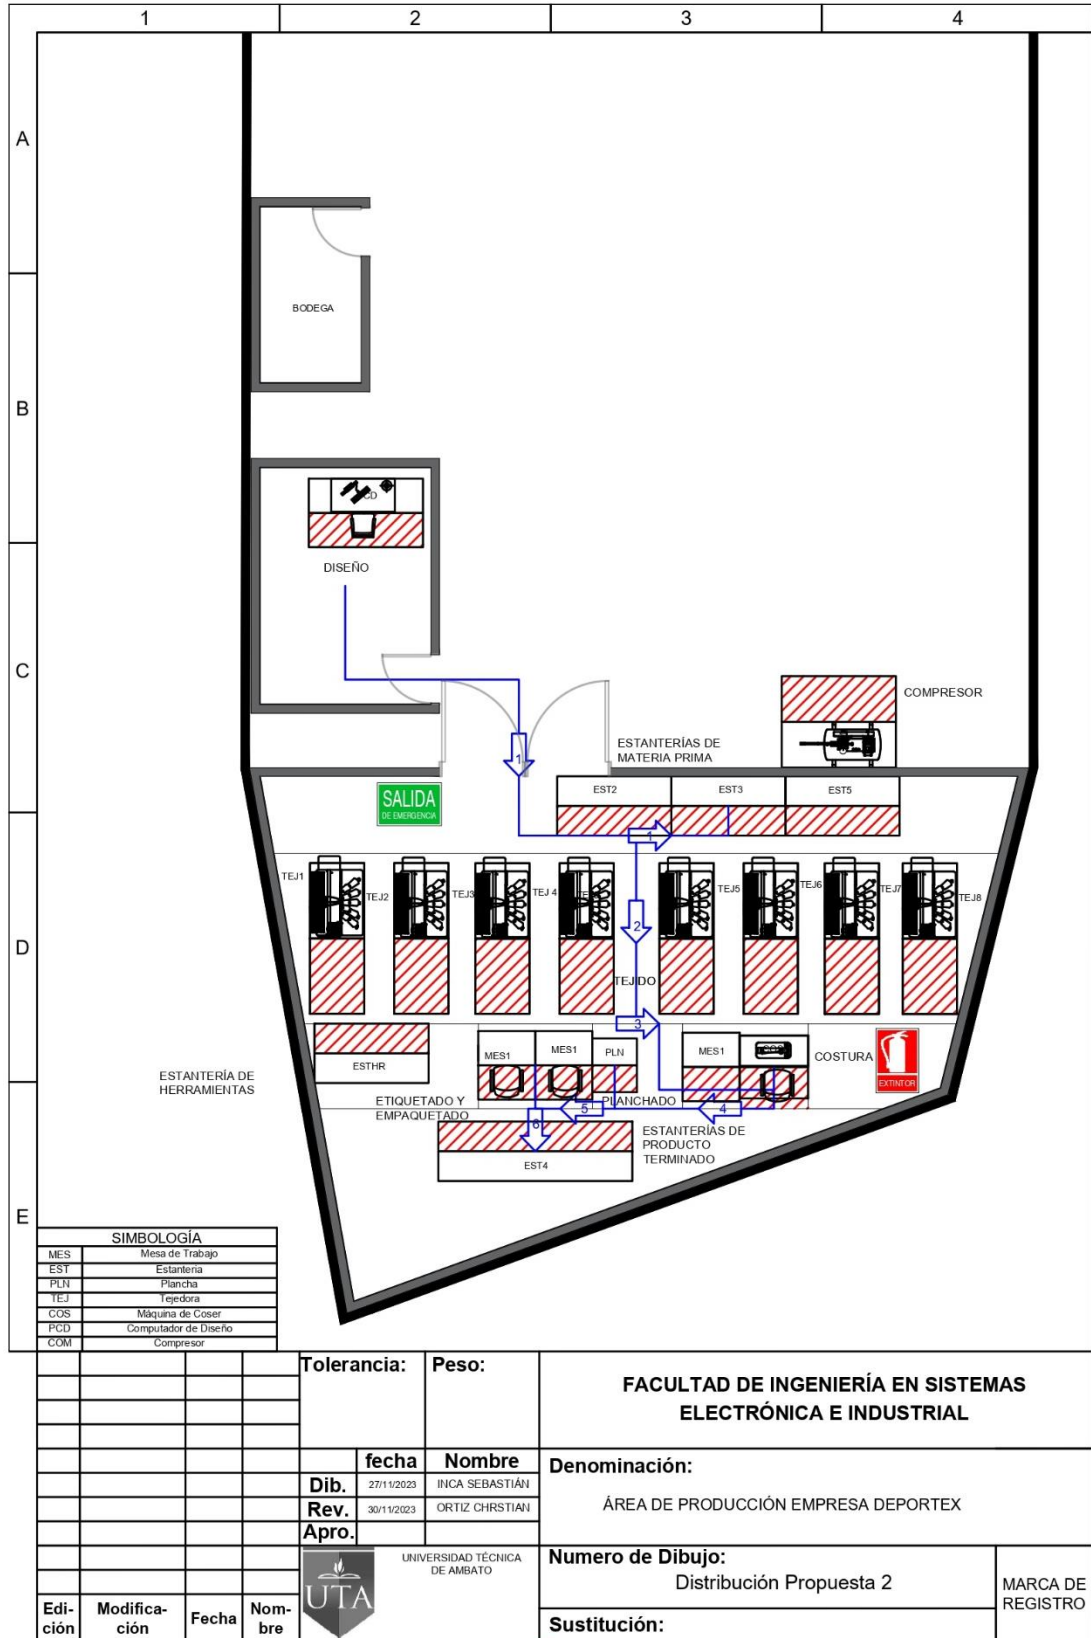 1 2 3 4
A
B
C
D
E
BODEGA
CD
DISEÑO
COMPRESOR
ESTANTERÍAS DE
MATERIA PRIMA
1
SALIDA
DE EMERGENCIA
EST2 EST3 EST5
1
TEJ1 TEJ2 TEJ3 TEJ 4 TEJ5 TEJ6 TEJ7 TEJ8
2
TEJIDO
3
ESTHR
MES1 MES1 PLN MES1 COS
COSTURA
EXTINTOR
ESTANTERÍA DE
HERRAMIENTAS
ETIQUETADO Y
EMPAQUETADO
PLANCHADO
5 4
6
ESTANTERÍAS DE
PRODUCTO
TERMINADO
EST4
SIMBOLOGÍA
MES Mesa de Trabajo
EST Estantería
PLN Plancha
TEJ Tejedora
COS Máquina de Coser
PCD Computador de Diseño
COM Compresor
Tolerancia: Peso:
FACULTAD DE INGENIERÍA EN SISTEMAS
ELECTRÓNICA E INDUSTRIAL
fecha Nombre
Dib. 27/11/2023 INCA SEBASTIÁN
Rev. 30/11/2023 ORTIZ CHRSTIAN
Apro.
Denominación:
ÁREA DE PRODUCCIÓN EMPRESA DEPORTEX
UTA
UNIVERSIDAD TÉCNICA
DE AMBATO
Numero de Dibujo:
Distribución Propuesta 2
MARCA DE
REGISTRO
Sustitución:
Edi-
ción
Modifica-
ción
Fecha
Nom-
bre